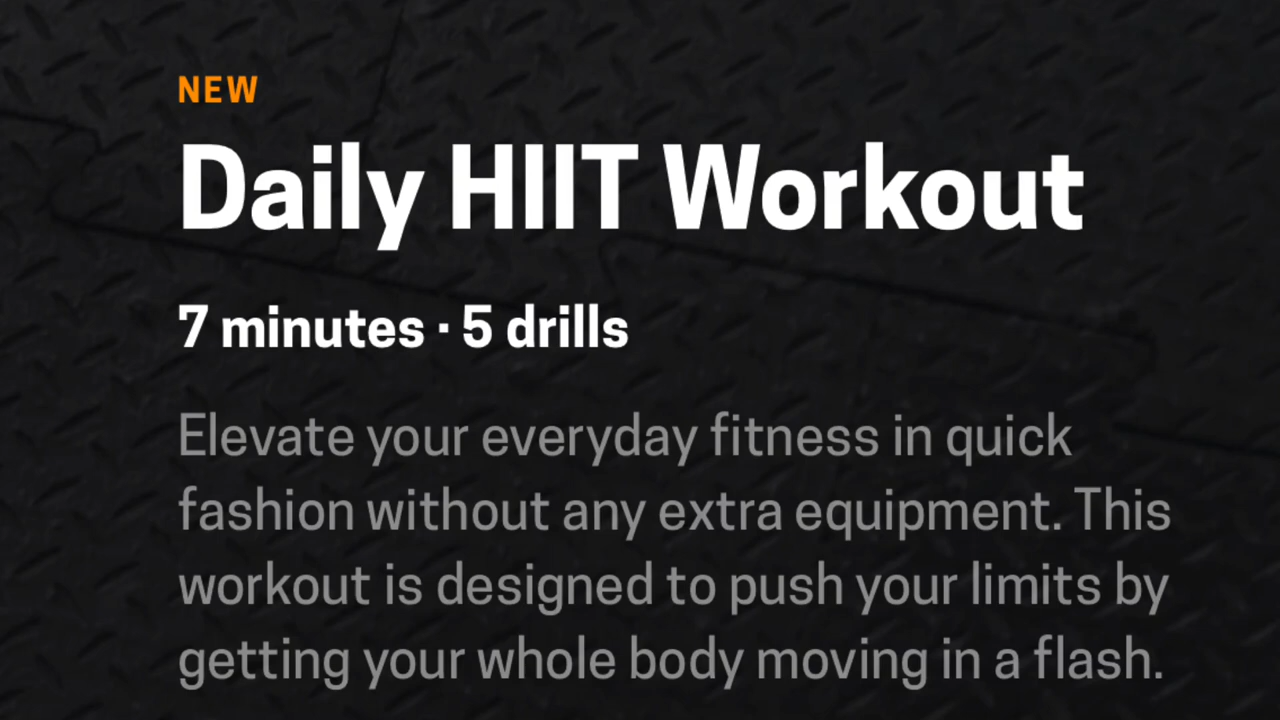 NEW
Daily HIIT Workout
7 minutes · 5 drills
Elevate your everyday fitness in quick
fashion without any extra equipment. This
workout is designed to push your limits by
getting your whole body moving in a flash.